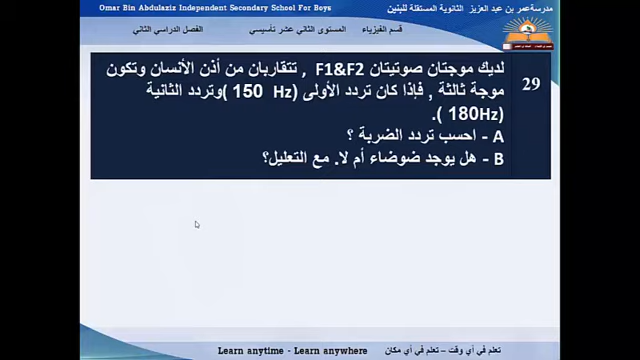 Omar Bin Abdulaziz Independent Secondary School For Boys
مدرسة عمر بن عبد العزيز الثانوية المستقلة للبنين
قسم الفيزياء المستوى الثاني عشر تأسيسي الفصل الدراسي الثاني
29
لديك موجتان صوتيتان F1&F2 , تتقاربان من أذن الأنسان وتكون
موجة ثالثة , فإذا كان تردد الأولى (150 Hz) وتردد الثانية
(180Hz).
A - احسب تردد الضربة ؟
B - هل يوجد ضوضاء أم لا. مع التعليل؟
Learn anytime - Learn anywhere
تعلم في أي وقت – تعلم في أي مكان